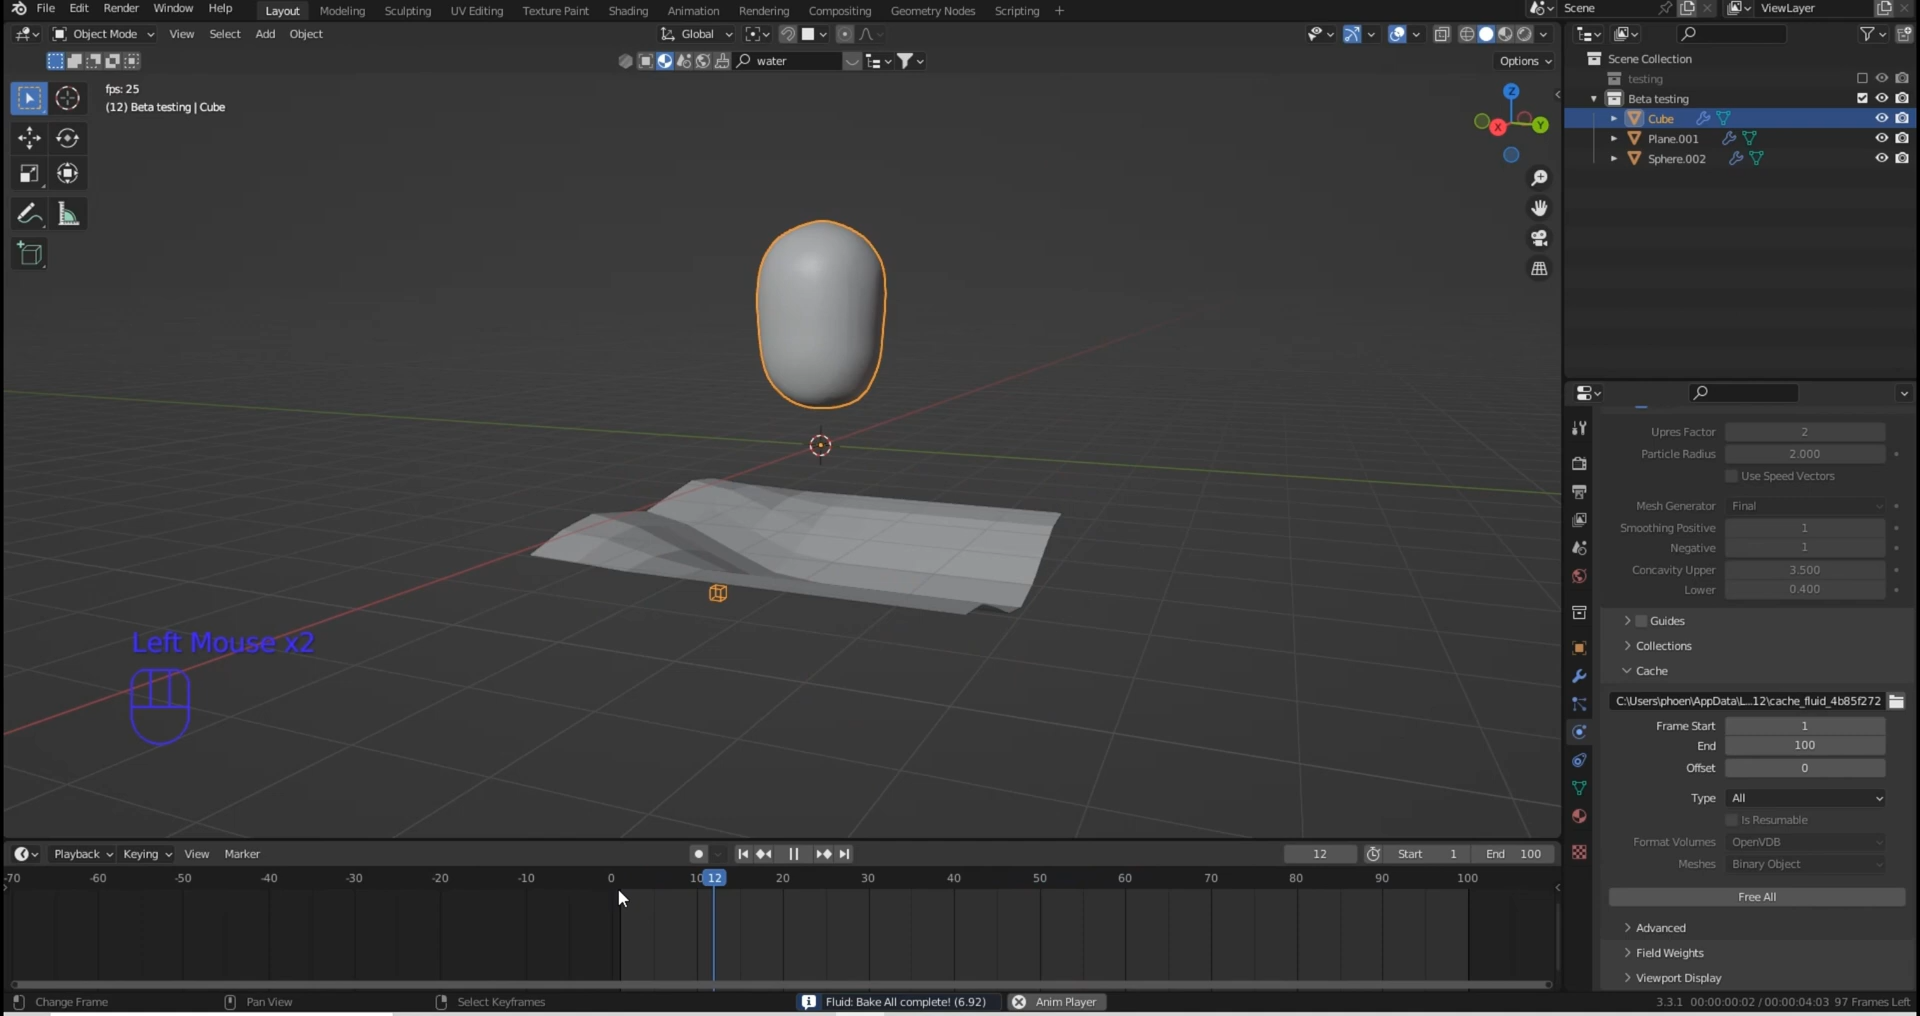 File Edit Render Window Help Layout Modeling Sculpting UV Editing Texture Paint Shading Animation Rendering Compositing Geometry Nodes Scripting +
Scene ViewLayer
Object Mode View Select Add Object Global
water Options
fps: 25
(12) Beta testing | Cube
Z
X Y
Left Mouse x2
Scene Collection
testing
Beta testing
Cube
Plane.001
Sphere.002
Upres Factor 2
Particle Radius 2.000
Use Speed Vectors
Mesh Generator Final
Smoothing Positive 1
Negative 1
Concavity Upper 3.500
Lower 0.400
Guides
Collections
Cache
C:\Users\phoen\AppData\L...12\cache_fluid_4b85f272
Frame Start 1
End 100
Offset 0
Type All
Is Resumable
Format Volumes OpenVDB
Meshes Binary Object
Free All
Advanced
Field Weights
Viewport Display
Playback Keying View Marker 12 Start 1 End 100
-70 -60 -50 -40 -30 -20 -10 0 10 12 20 30 40 50 60 70 80 90 100
Change Frame Pan View Select Keyframes Fluid: Bake All complete! (6.92) Anim Player 3.3.1 00:00:00:02 / 00:00:04:03 97 Frames Left